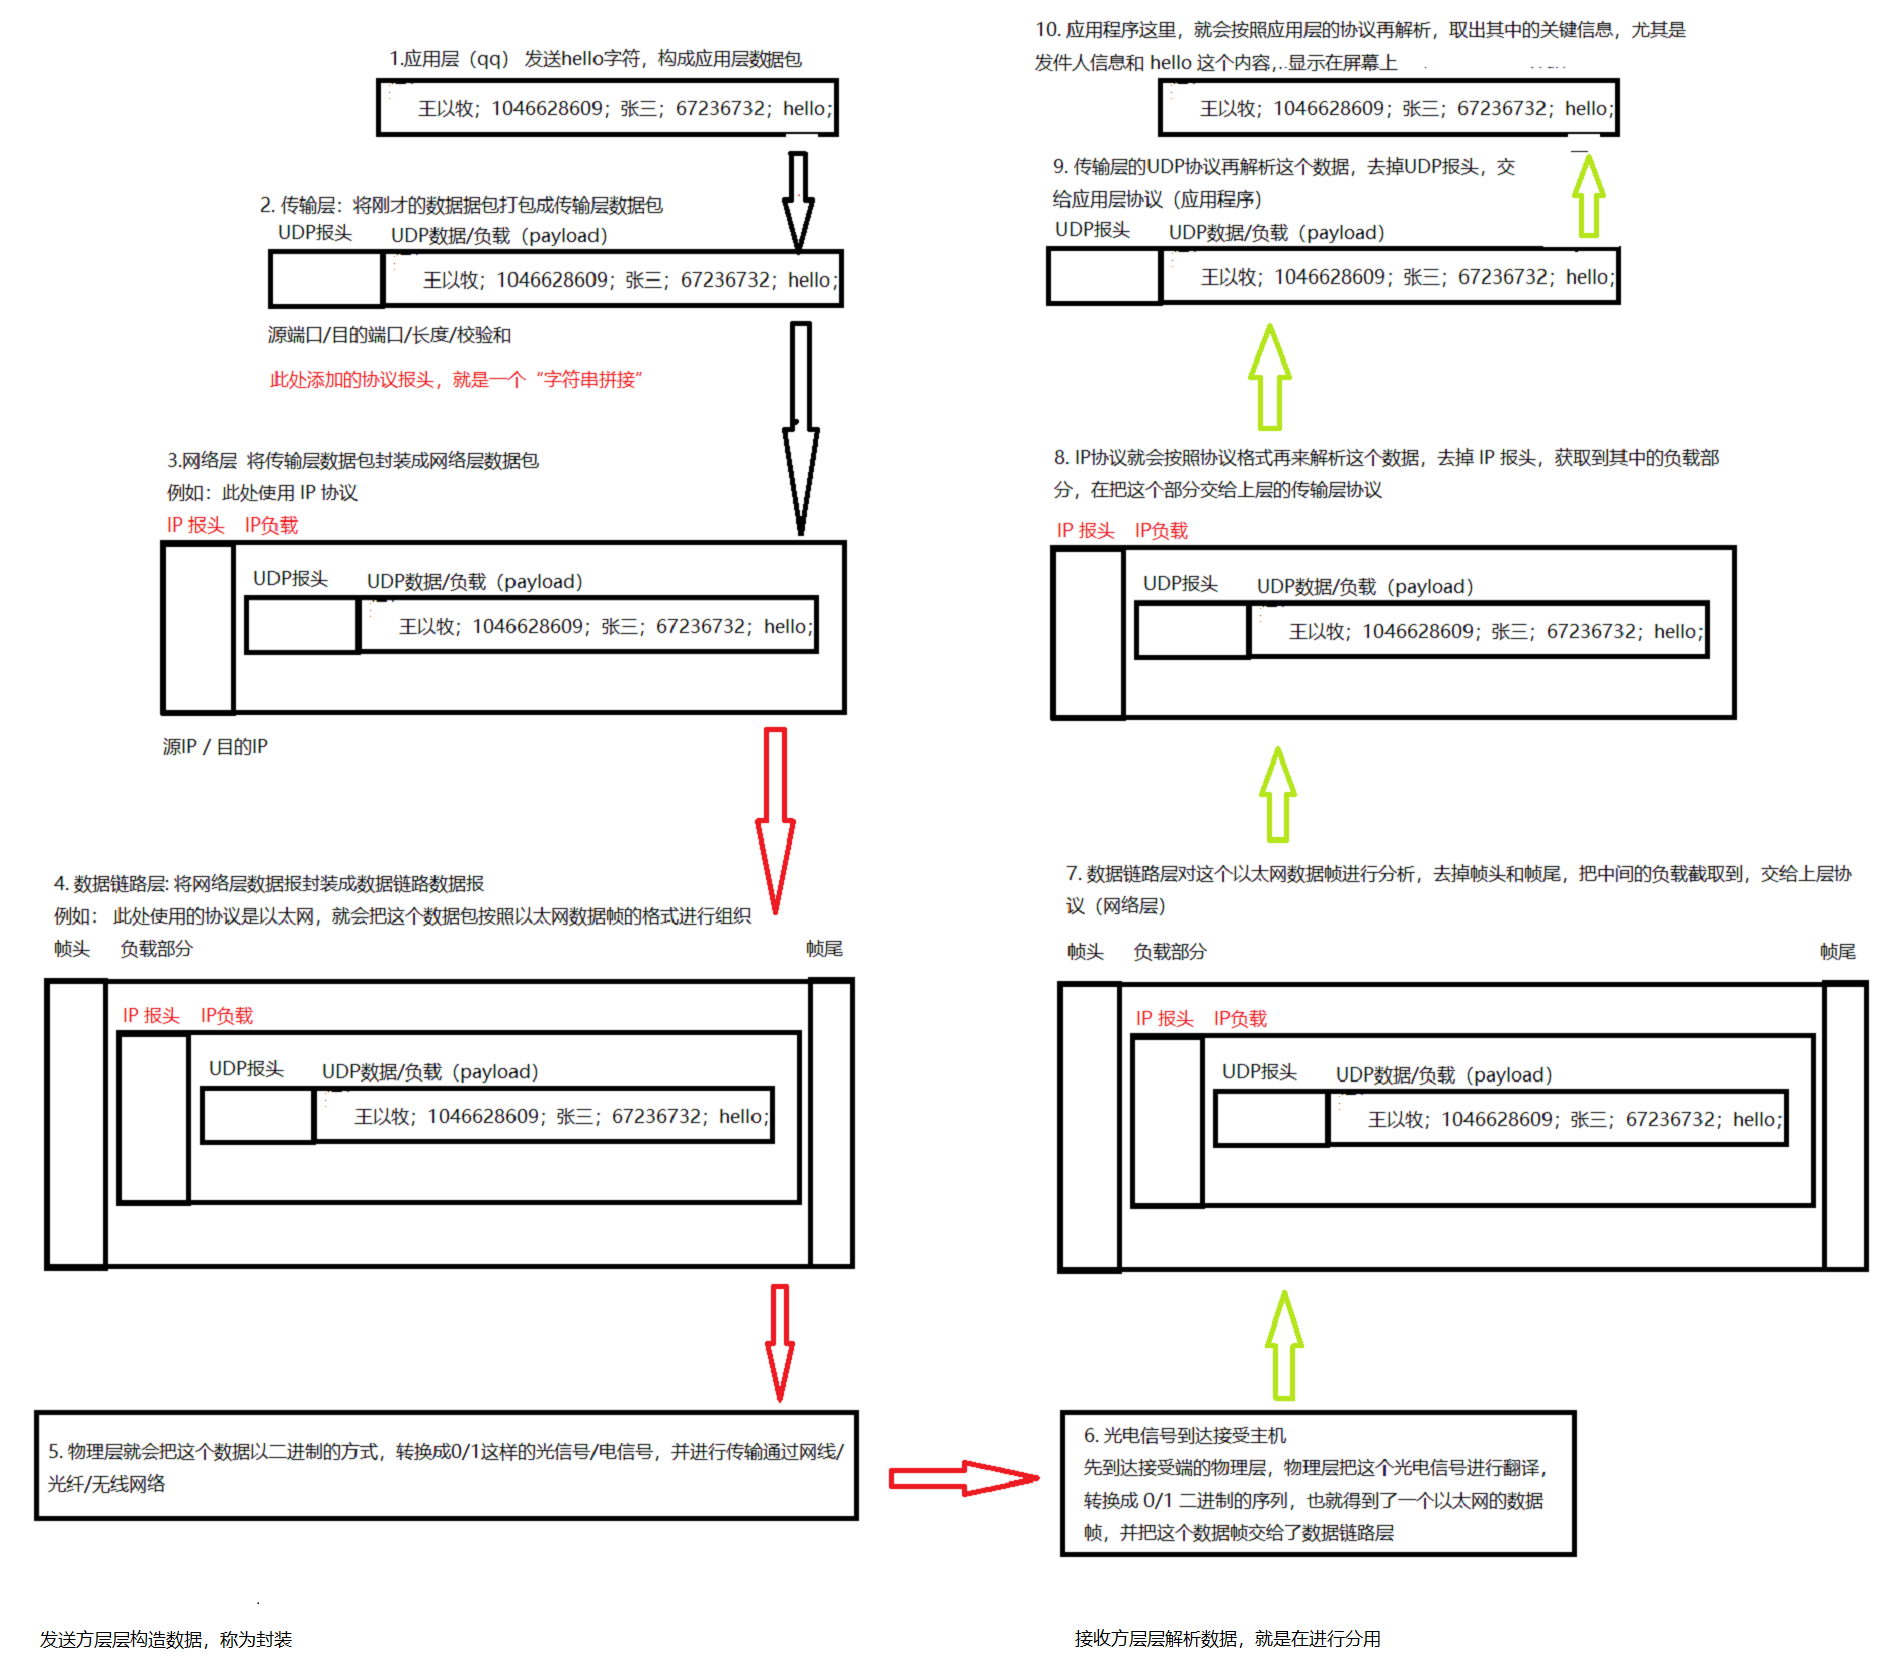 1.应用层（qq） 发送hello字符，构成应用层数据包
王以牧；1046628609；张三；67236732；hello;
2. 传输层：将刚才的数据据包打包成传输层数据包
UDP报头 UDP数据/负载（payload）
王以牧；1046628609；张三；67236732；hello;
源端口/目的端口/长度/校验和
此处添加的协议报头，就是一个“字符串拼接”
3.网络层 将传输层数据包封装成网络层数据包
例如：此处使用 IP 协议
IP 报头 IP负载
UDP报头 UDP数据/负载（payload）
王以牧；1046628609；张三；67236732；hello;
源IP / 目的IP
4. 数据链路层: 将网络层数据报封装成数据链路数据报
例如： 此处使用的协议是以太网，就会把这个数据包按照以太网数据帧的格式进行组织
帧头 负载部分 帧尾
IP 报头 IP负载
UDP报头 UDP数据/负载（payload）
王以牧；1046628609；张三；67236732；hello;
5. 物理层就会把这个数据以二进制的方式，转换成0/1这样的光信号/电信号，并进行传输通过网线/
光纤/无线网络
发送方层层构造数据，称为封装
10. 应用程序这里，就会按照应用层的协议再解析，取出其中的关键信息，尤其是
发件人信息和 hello 这个内容，..显示在屏幕上
王以牧；1046628609；张三；67236732；hello;
9. 传输层的UDP协议再解析这个数据，去掉UDP报头，交
给应用层协议（应用程序）
UDP报头 UDP数据/负载（payload）
王以牧；1046628609；张三；67236732；hello;
8. IP协议就会按照协议格式再来解析这个数据，去掉 IP 报头，获取到其中的负载部
分，在把这个部分交给上层的传输层协议
IP 报头 IP负载
UDP报头 UDP数据/负载（payload）
王以牧；1046628609；张三；67236732；hello;
7. 数据链路层对这个以太网数据帧进行分析，去掉帧头和帧尾，把中间的负载截取到，交给上层协
议（网络层）
帧头 负载部分 帧尾
IP 报头 IP负载
UDP报头 UDP数据/负载（payload）
王以牧；1046628609；张三；67236732；hello;
6. 光电信号到达接受主机
先到达接受端的物理层，物理层把这个光电信号进行翻译，
转换成 0/1 二进制的序列，也就得到了一个以太网的数据
帧，并把这个数据帧交给了数据链路层
接收方层层解析数据，就是在进行分用